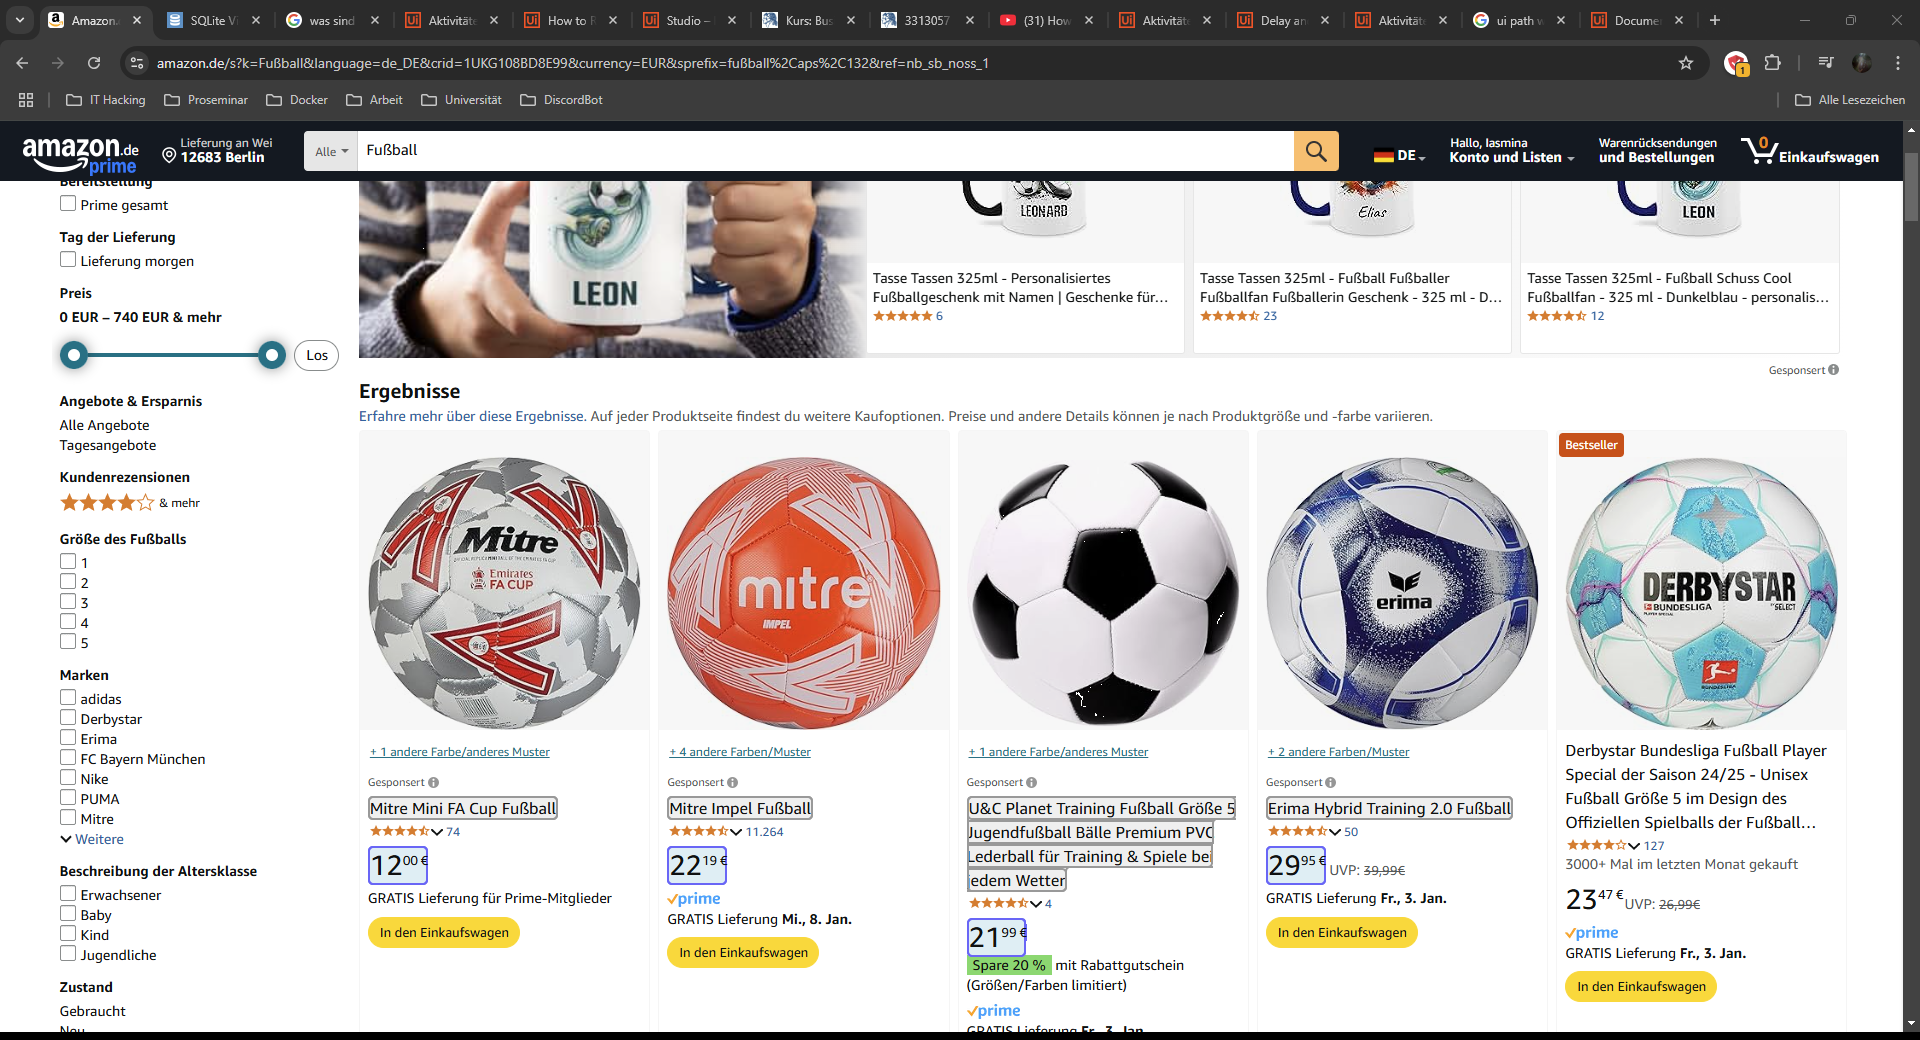 Amazon.
SQLite Vi
was sind
Aktivität
How to R
Studio –
Kurs: Bus
3313057
(31) How
Aktivität
Delay an
Aktivität
ui path w
Docume
amazon.de/s?k=Fußball&language=de_DE&crid=1UKG108BD8E99&currency=EUR&sprefix=fußball%2Caps%2C132&ref=nb_sb_noss_1
1
IT Hacking
Proseminar
Docker
Arbeit
Universität
DiscordBot
Alle Lesezeichen
amazon.de
prime
Lieferung an Wei
12683 Berlin
Alle
Fußball
DE
Hallo, Iasmina
Konto und Listen
Warenrücksendungen
und Bestellungen
0
Einkaufswagen
Bereitstellung
Prime gesamt
Tag der Lieferung
Lieferung morgen
Preis
0 EUR – 740 EUR & mehr
Los
Angebote & Ersparnis
Alle Angebote
Tagesangebote
Kundenrezensionen
& mehr
Größe des Fußballs
1
2
3
4
5
Marken
adidas
Derbystar
Erima
FC Bayern München
Nike
PUMA
Mitre
Weitere
Beschreibung der Altersklasse
Erwachsener
Baby
Kind
Jugendliche
Zustand
Gebraucht
Neu
LEON
LEONARD
Tasse Tassen 325ml - Personalisiertes
Fußballgeschenk mit Namen | Geschenke für...
6
Elias
Tasse Tassen 325ml - Fußball Fußballer
Fußballfan Fußballerin Geschenk - 325 ml - D...
23
LEON
Tasse Tassen 325ml - Fußball Schuss Cool
Fußballfan - 325 ml - Dunkelblau - personalis...
12
Gesponsert
Ergebnisse
Erfahre mehr über diese Ergebnisse. Auf jeder Produktseite findest du weitere Kaufoptionen. Preise und andere Details können je nach Produktgröße und -farbe variieren.
Mitre
Emirates
FA CUP
+ 1 andere Farbe/anderes Muster
Gesponsert
Mitre Mini FA Cup Fußball
74
12 00 €
GRATIS Lieferung für Prime-Mitglieder
In den Einkaufswagen
mitre
IMPEL
+ 4 andere Farben/Muster
Gesponsert
Mitre Impel Fußball
11.264
22 19 €
prime
GRATIS Lieferung Mi., 8. Jan.
In den Einkaufswagen
+ 1 andere Farbe/anderes Muster
Gesponsert
U&C Planet Training Fußball Größe 5
Jugendfußball Bälle Premium PVC
Lederball für Training & Spiele bei
jedem Wetter
4
21 99 €
Spare 20 % mit Rabattgutschein
(Größen/Farben limitiert)
prime
GRATIS Lieferung Fr., 3. Jan.
erima
+ 2 andere Farben/Muster
Gesponsert
Erima Hybrid Training 2.0 Fußball
50
29 95 € UVP: 39,99€
GRATIS Lieferung Fr., 3. Jan.
In den Einkaufswagen
Bestseller
DERBYSTAR
BUNDESLIGA
SELECT
BUNDESLIGA
Derbystar Bundesliga Fußball Player
Special der Saison 24/25 - Unisex
Fußball Größe 5 im Design des
Offiziellen Spielballs der Fußball...
127
3000+ Mal im letzten Monat gekauft
23 47 € UVP: 26,99€
prime
GRATIS Lieferung Fr., 3. Jan.
In den Einkaufswagen